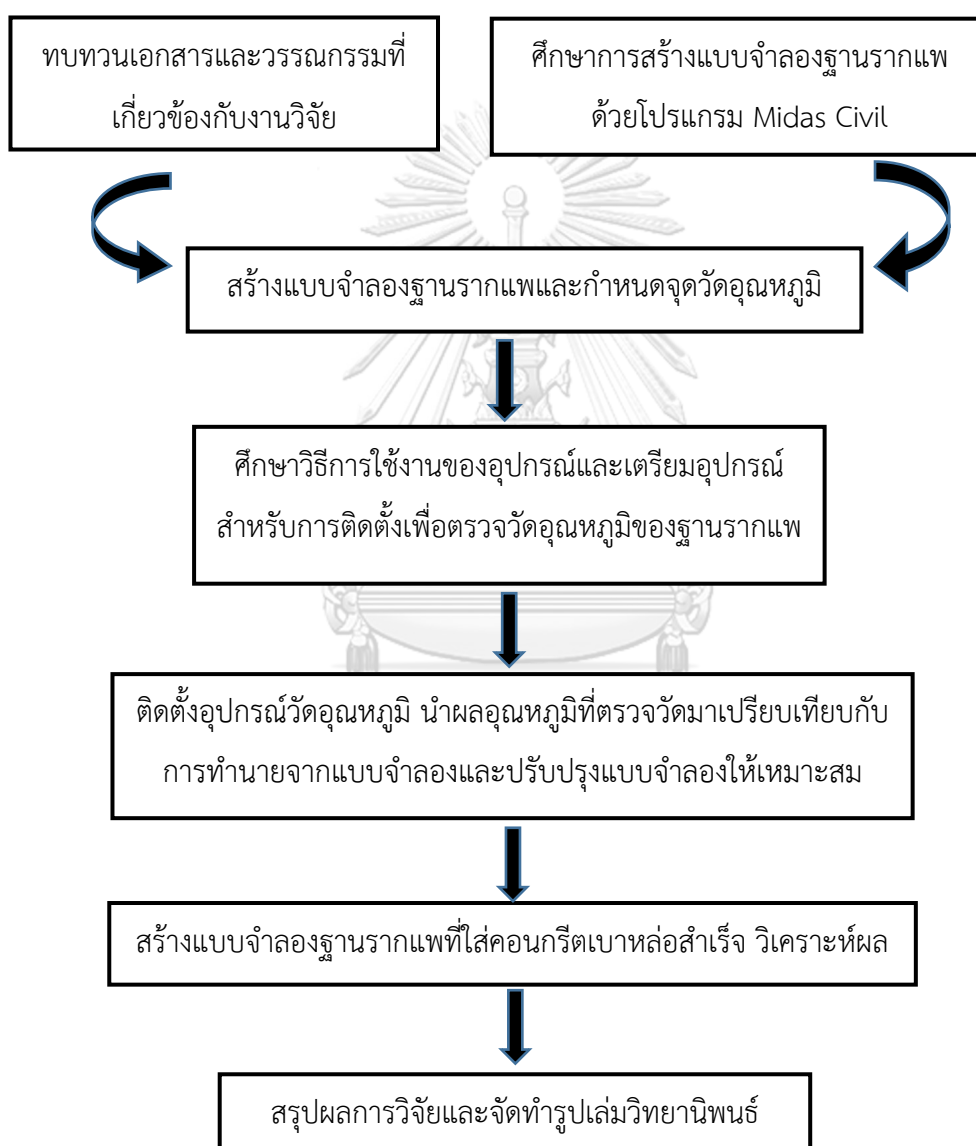 ทบทวนเอกสารและวรรณกรรมที่
เกี่ยวข้องกับงานวิจัย
ศึกษาการสร้างแบบจำลองฐานรากแพ
ด้วยโปรแกรม Midas Civil
สร้างแบบจำลองฐานรากแพและกำหนดจุดวัดอุณหภูมิ
ศึกษาวิธีการใช้งานของอุปกรณ์และเตรียมอุปกรณ์
สำหรับการติดตั้งเพื่อตรวจวัดอุณหภูมิของฐานรากแพ
ติดตั้งอุปกรณ์วัดอุณหภูมิ นำผลอุณหภูมิที่ตรวจวัดมาเปรียบเทียบกับ
การทำนายจากแบบจำลองและปรับปรุงแบบจำลองให้เหมาะสม
สร้างแบบจำลองฐานรากแพที่ใส่คอนกรีตเบาหล่อสำเร็จ วิเคราะห์ผล
สรุปผลการวิจัยและจัดทำรูปเล่มวิทยานิพนธ์